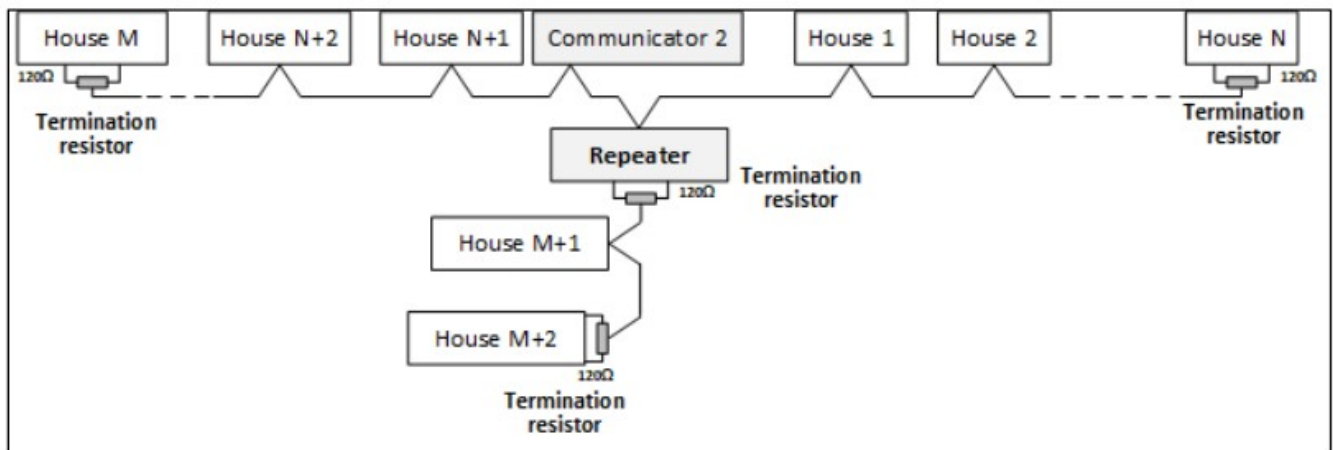 House M
House N+2
House N+1
Communicator 2
House 1
House 2
House N
120Ω
120Ω
Termination
resistor
Termination
resistor
Repeater
120Ω
Termination
resistor
House M+1
House M+2
120Ω
Termination
resistor